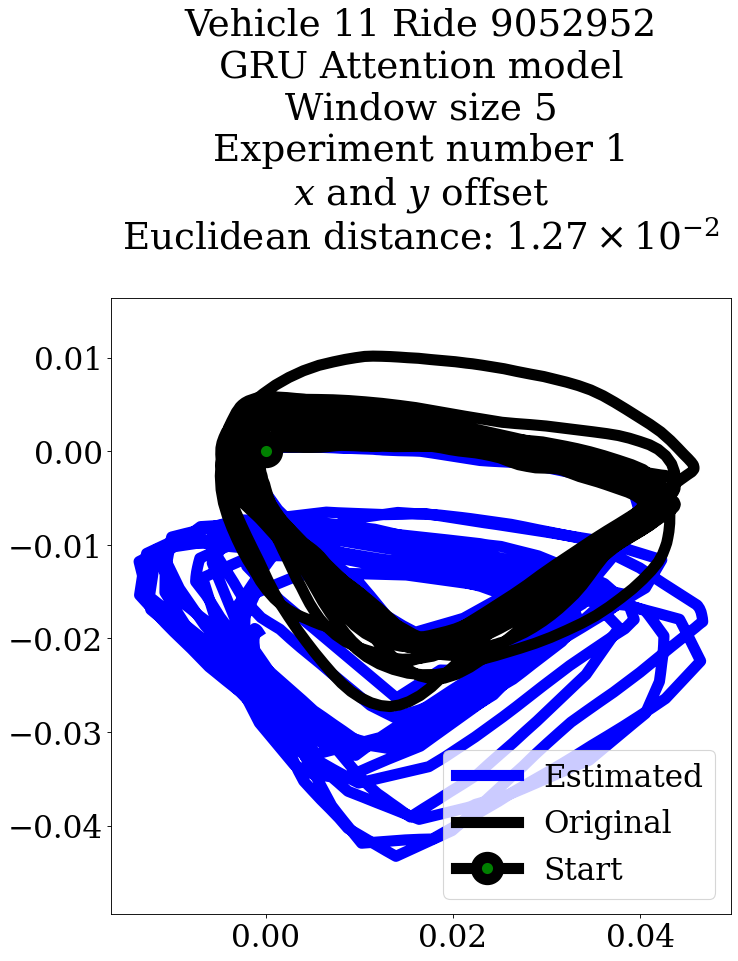 Vehicle 11 Ride 9052952
GRU Attention model
Window size 5
Experiment number 1
x and y offset
Euclidean distance: 1.27 × 10⁻²
0.01
0.00
−0.01
−0.02
−0.03
−0.04
Estimated
Original
Start
0.00 0.02 0.04